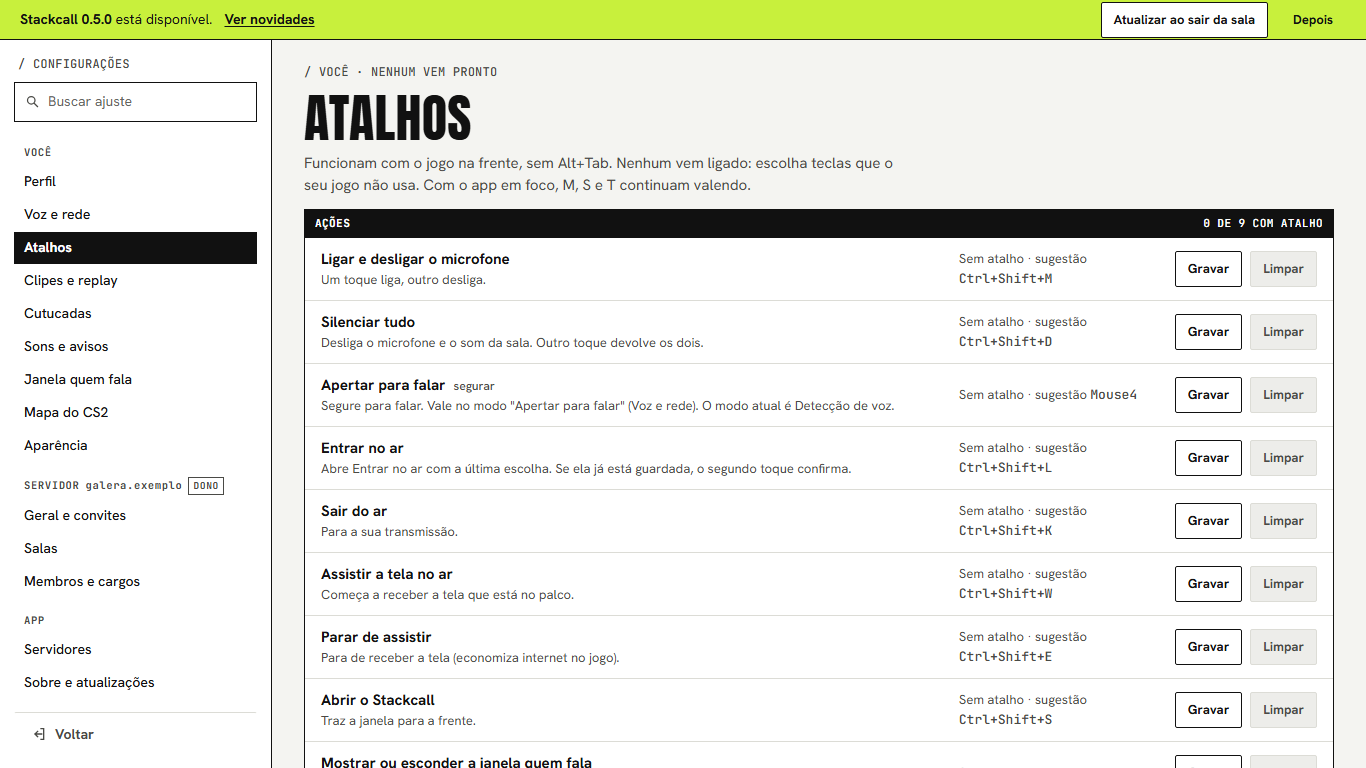 Stackcall 0.5.0 está disponível. Ver novidades
Atualizar ao sair da sala
Depois
/ CONFIGURAÇÕES
Buscar ajuste
VOCÊ
Perfil
Voz e rede
Atalhos
Clipes e replay
Cutucadas
Sons e avisos
Janela quem fala
Mapa do CS2
Aparência
SERVIDOR galera.exemplo DONO
Geral e convites
Salas
Membros e cargos
APP
Servidores
Sobre e atualizações
Voltar
/ VOCÊ · NENHUM VEM PRONTO
ATALHOS
Funcionam com o jogo na frente, sem Alt+Tab. Nenhum vem ligado: escolha teclas que o
seu jogo não usa. Com o app em foco, M, S e T continuam valendo.
AÇÕES
0 DE 9 COM ATALHO
Ligar e desligar o microfone
Um toque liga, outro desliga.
Sem atalho · sugestão
Ctrl+Shift+M
Gravar
Limpar
Silenciar tudo
Desliga o microfone e o som da sala. Outro toque devolve os dois.
Sem atalho · sugestão
Ctrl+Shift+D
Gravar
Limpar
Apertar para falar segurar
Segure para falar. Vale no modo "Apertar para falar" (Voz e rede). O modo atual é Detecção de voz.
Sem atalho · sugestão Mouse4
Gravar
Limpar
Entrar no ar
Abre Entrar no ar com a última escolha. Se ela já está guardada, o segundo toque confirma.
Sem atalho · sugestão
Ctrl+Shift+L
Gravar
Limpar
Sair do ar
Para a sua transmissão.
Sem atalho · sugestão
Ctrl+Shift+K
Gravar
Limpar
Assistir a tela no ar
Começa a receber a tela que está no palco.
Sem atalho · sugestão
Ctrl+Shift+W
Gravar
Limpar
Parar de assistir
Para de receber a tela (economiza internet no jogo).
Sem atalho · sugestão
Ctrl+Shift+E
Gravar
Limpar
Abrir o Stackcall
Traz a janela para a frente.
Sem atalho · sugestão
Ctrl+Shift+S
Gravar
Limpar
Mostrar ou esconder a janela quem fala
Gravar
Limpar